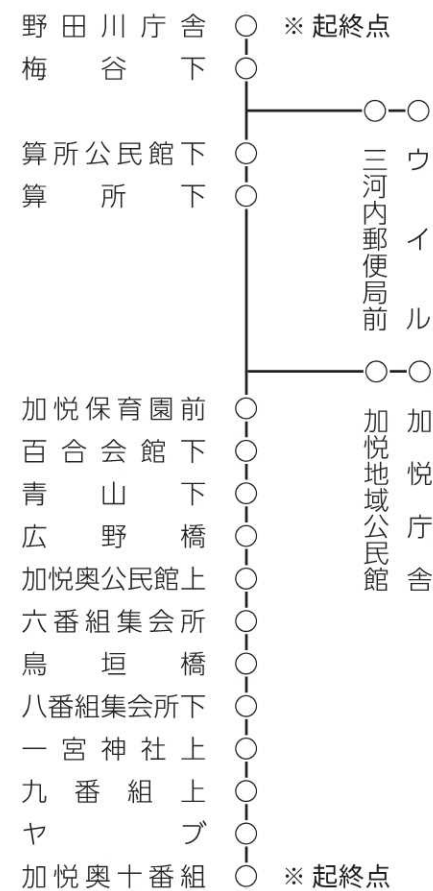 野田川庁舎 ※起終点
梅谷下
三河内郵便局前
ウイル
算所公民館下
算所下
加悦地域公民館
加悦庁舎
加悦保育園前
百合会館下
青山下
広野橋
加悦奥公民館上
六番組集会所
鳥垣橋
八番組集会所下
一宮神社上
九番組上
ヤブ
加悦奥十番組 ※起終点